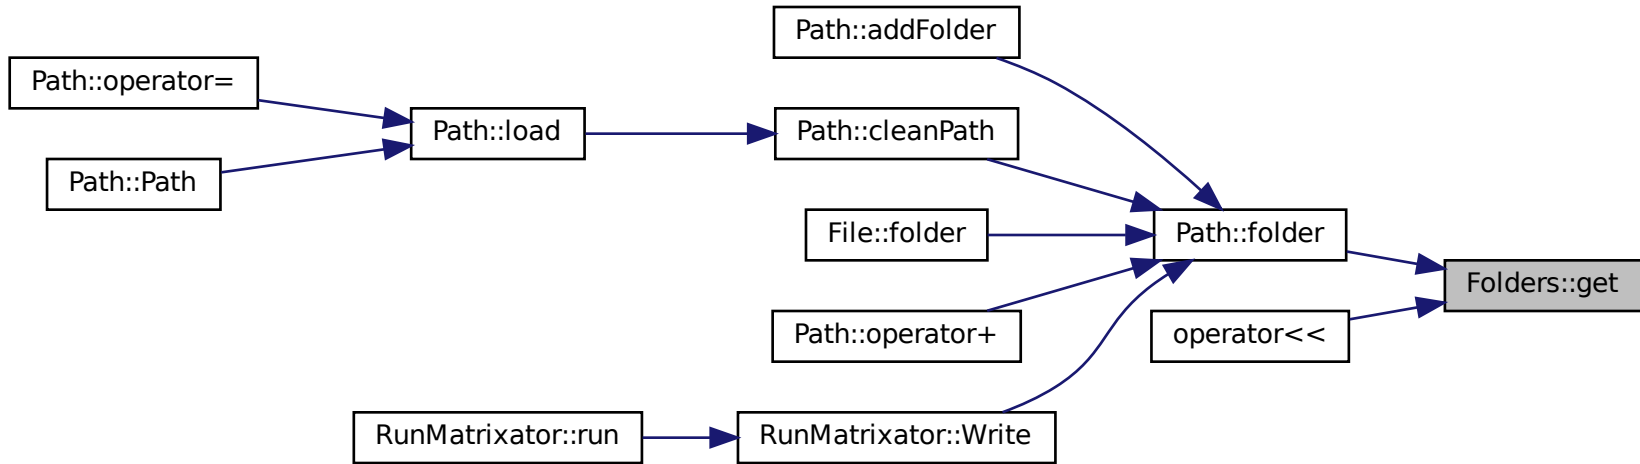 Path::addFolder
Path::operator=
Path::load
Path::cleanPath
Path::Path
File::folder
Path::folder
Folders::get
Path::operator+
operator<<
RunMatrixator::run
RunMatrixator::Write